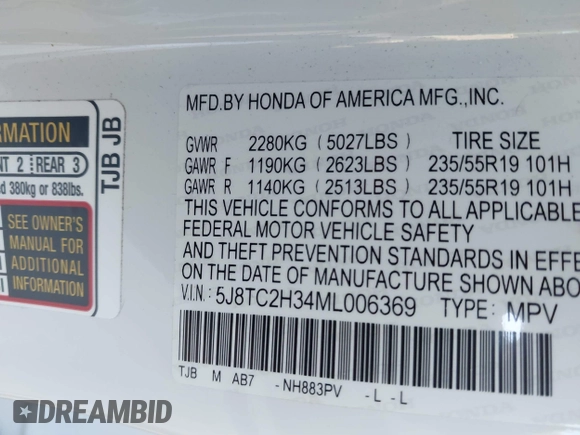 RMATION
NT 2 REAR 3
d 380kg or 838lbs.
SEE OWNER'S
MANUAL FOR
ADDITIONAL
INFORMATION
TJB JB
MFD.BY HONDA OF AMERICA MFG.,INC.
GVWR 2280KG (5027LBS) TIRE SIZE
GAWR F 1190KG (2623LBS) 235/55R19 101H
GAWR R 1140KG (2513LBS) 235/55R19 101H
THIS VEHICLE CONFORMS TO ALL APPLICABLE
FEDERAL MOTOR VEHICLE SAFETY
AND THEFT PREVENTION STANDARDS IN EFFE
ON THE DATE OF MANUFACTURE SHOWN ABO
V.I.N.: 5J8TC2H34ML006369 TYPE: MPV
TJB M AB7 -NH883PV -L -L
DREAMBID